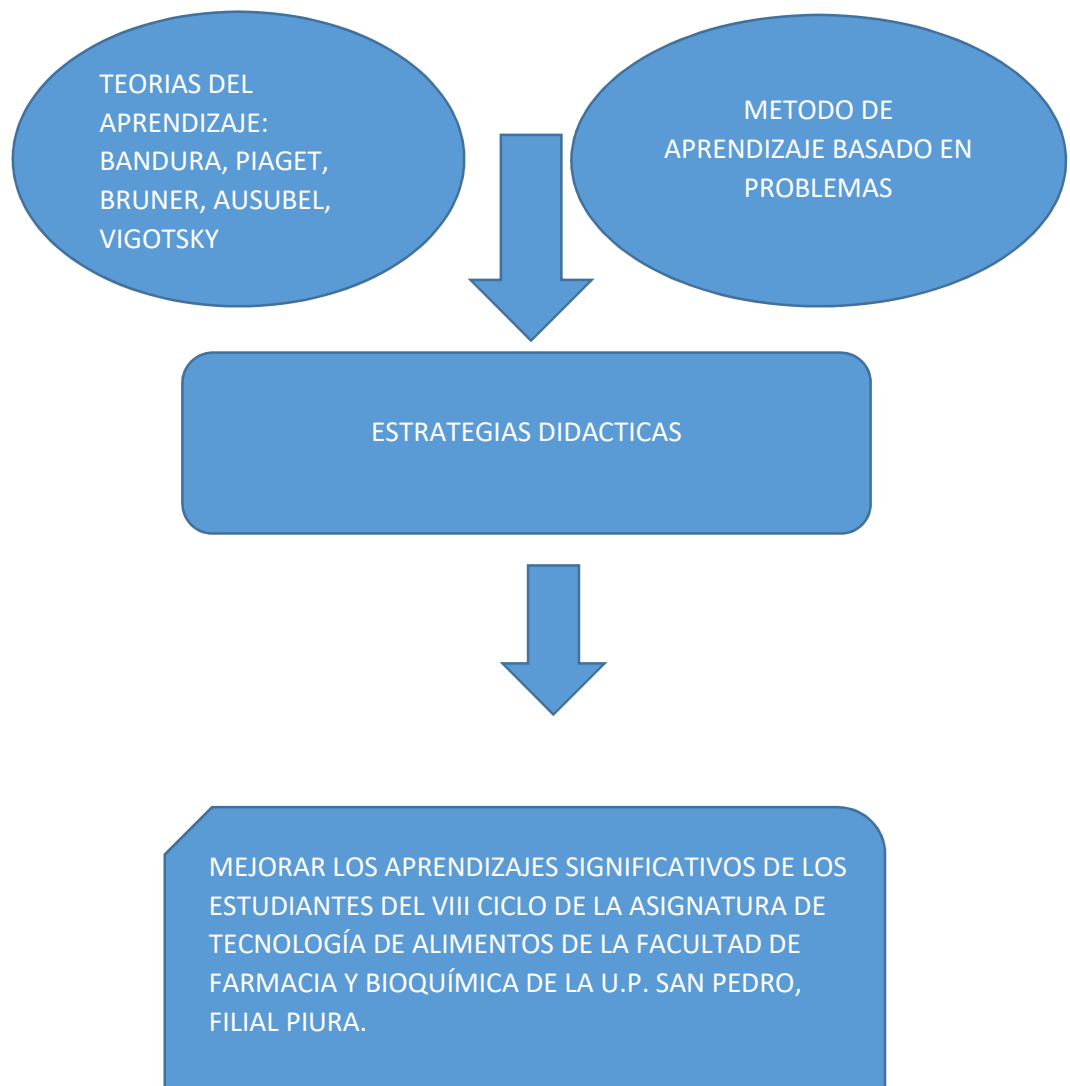 TEORIAS DEL
APRENDIZAJE:
BANDURA, PIAGET,
BRUNER, AUSUBEL,
VIGOTSKY
METODO DE
APRENDIZAJE BASADO EN
PROBLEMAS
ESTRATEGIAS DIDACTICAS
MEJORAR LOS APRENDIZAJES SIGNIFICATIVOS DE LOS
ESTUDIANTES DEL VIII CICLO DE LA ASIGNATURA DE
TECNOLOGÍA DE ALIMENTOS DE LA FACULTAD DE
FARMACIA Y BIOQUÍMICA DE LA U.P. SAN PEDRO,
FILIAL PIURA.